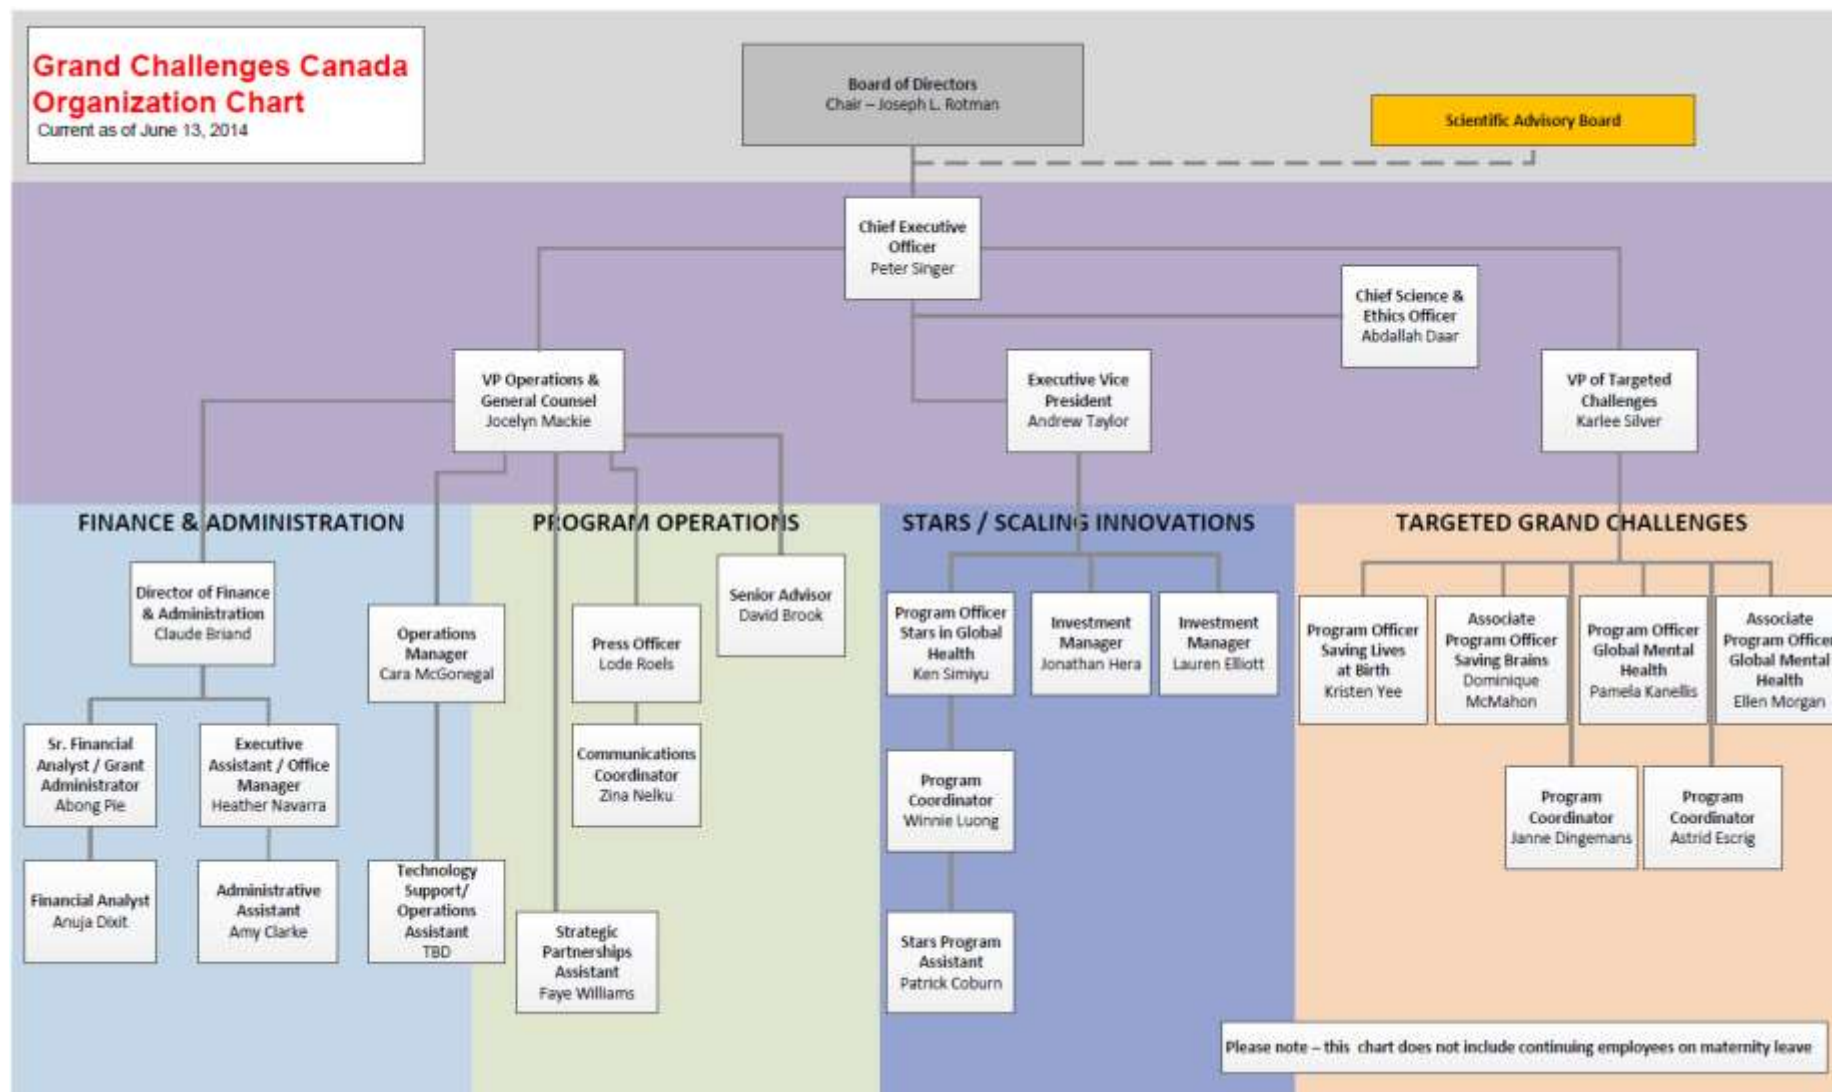 Grand Challenges Canada
Organization Chart
Current as of June 13, 2014
Board of Directors
Chair – Joseph L. Rotman
Scientific Advisory Board
Chief Executive
Officer
Peter Singer
Chief Science &
Ethics Officer
Abdallah Daar
VP Operations &
General Counsel
Jocelyn Mackie
Executive Vice
President
Andrew Taylor
VP of Targeted
Challenges
Karlee Silver
FINANCE & ADMINISTRATION
PROGRAM OPERATIONS
STARS / SCALING INNOVATIONS
TARGETED GRAND CHALLENGES
Director of Finance
& Administration
Claude Briand
Operations
Manager
Cara McGonegal
Press Officer
Lode Roels
Senior Advisor
David Brook
Program Officer
Stars in Global
Health
Ken Simiyu
Investment
Manager
Jonathan Hera
Investment
Manager
Lauren Elliott
Program Officer
Saving Lives
at Birth
Kristen Yee
Associate
Program Officer
Saving Brains
Dominique
McMahon
Program Officer
Global Mental
Health
Pamela Kanellis
Associate
Program Officer
Global Mental
Health
Ellen Morgan
Sr. Financial
Analyst / Grant
Administrator
Abong Pie
Executive
Assistant / Office
Manager
Heather Navarra
Communications
Coordinator
Zina Nelku
Program
Coordinator
Winnie Luong
Program
Coordinator
Janne Dingemans
Program
Coordinator
Astrid Escrig
Financial Analyst
Anuja Dixit
Administrative
Assistant
Amy Clarke
Technology
Support/
Operations
Assistant
TBD
Strategic
Partnerships
Assistant
Faye Williams
Stars Program
Assistant
Patrick Coburn
Please note – this chart does not include continuing employees on maternity leave